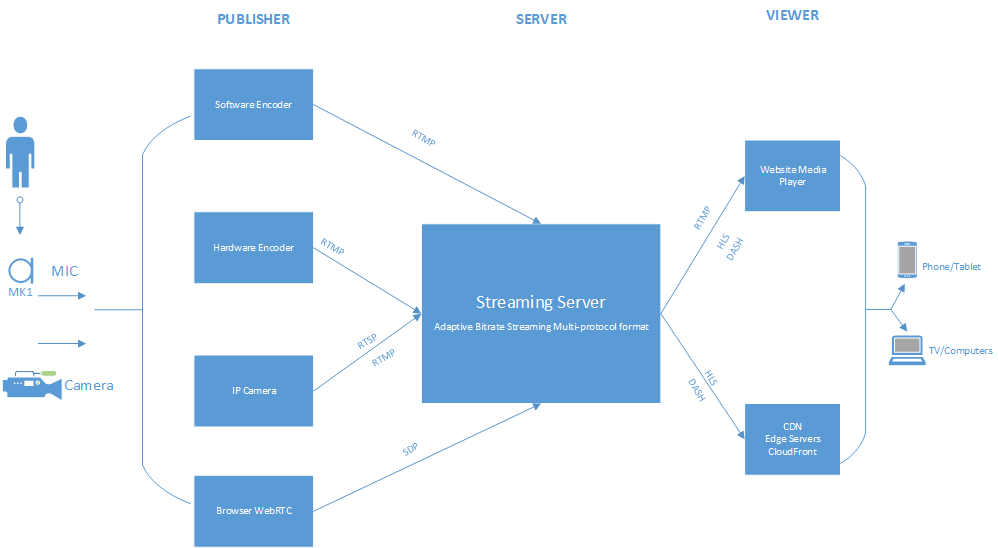 PUBLISHER
SERVER
VIEWER
Software Encoder
RTMP
Website Media
Player
RTMP
HLS
DASH
Hardware Encoder
RTMP
MIC
MK1
Phone/Tablet
Streaming Server
Adaptive Bitrate Streaming Multi-protocol format
RTSP
RTMP
TV/Computers
Camera
IP Camera
HLS
DASH
CDN
Edge Servers
CloudFront
SDP
Browser WebRTC